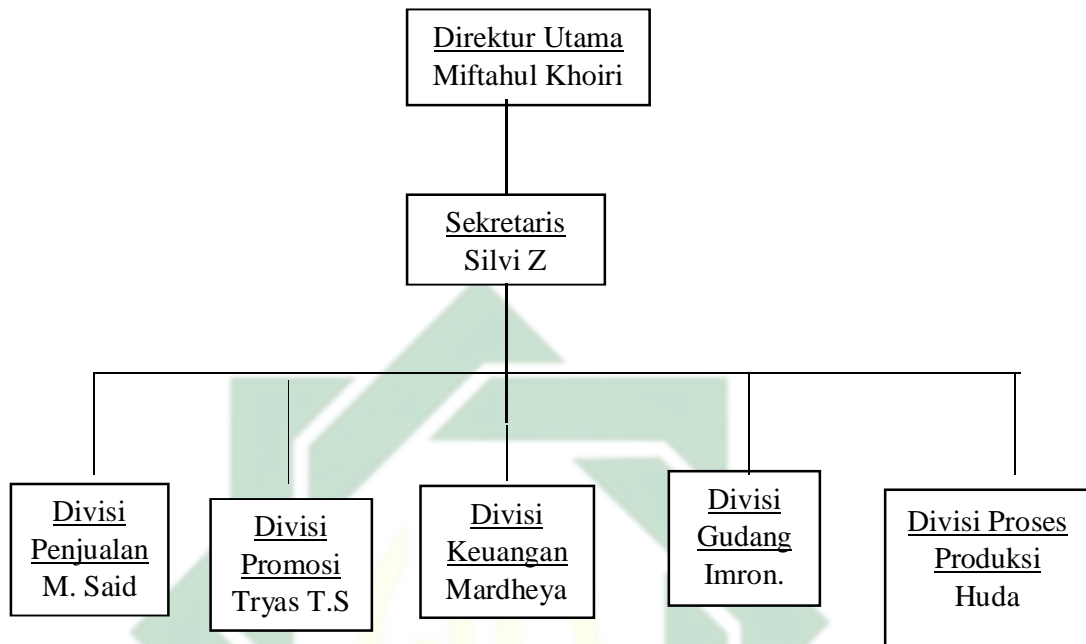 Direktur Utama
Miftahul Khoiri
Sekretaris
Silvi Z
Divisi
Penjualan
M. Said
Divisi
Promosi
Tryas T.S
Divisi
Keuangan
Mardheya
Divisi
Gudang
Imron.
Divisi Proses
Produksi
Huda